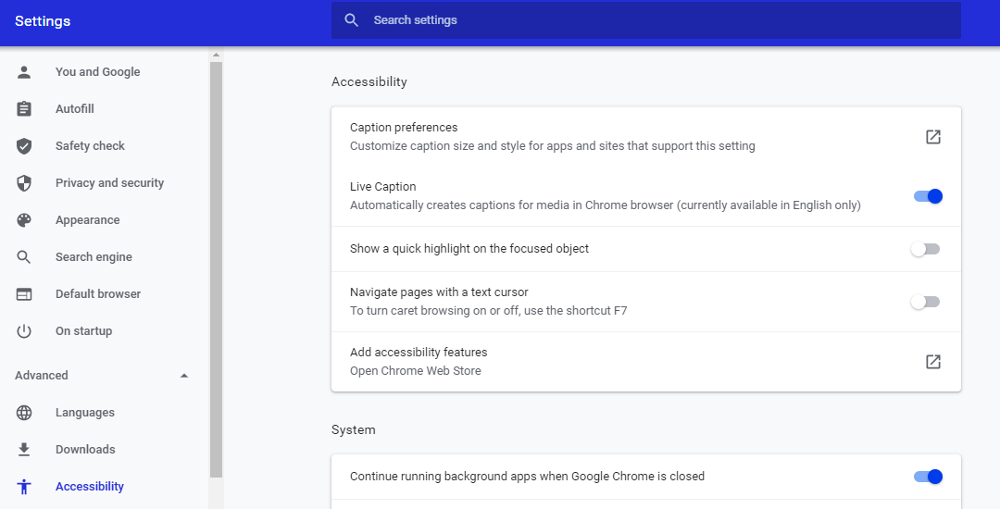 Settings
Search settings
You and Google
Autofill
Safety check
Privacy and security
Appearance
Search engine
Default browser
On startup
Advanced
Languages
Downloads
Accessibility
Accessibility
Caption preferences
Customize caption size and style for apps and sites that support this setting
Live Caption
Automatically creates captions for media in Chrome browser (currently available in English only)
Show a quick highlight on the focused object
Navigate pages with a text cursor
To turn caret browsing on or off, use the shortcut F7
Add accessibility features
Open Chrome Web Store
System
Continue running background apps when Google Chrome is closed